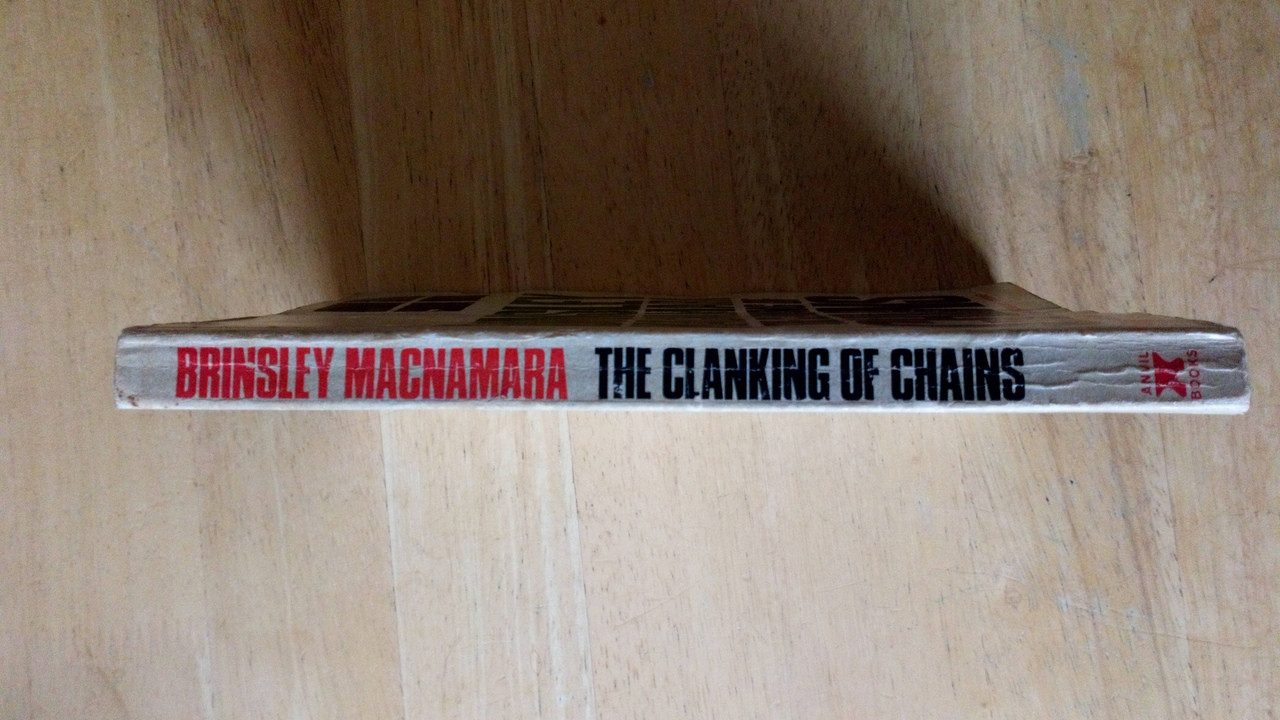 BRINSLEY MACNAMARA THE CLANKING OF CHAINS
ANVIL
BOOKS